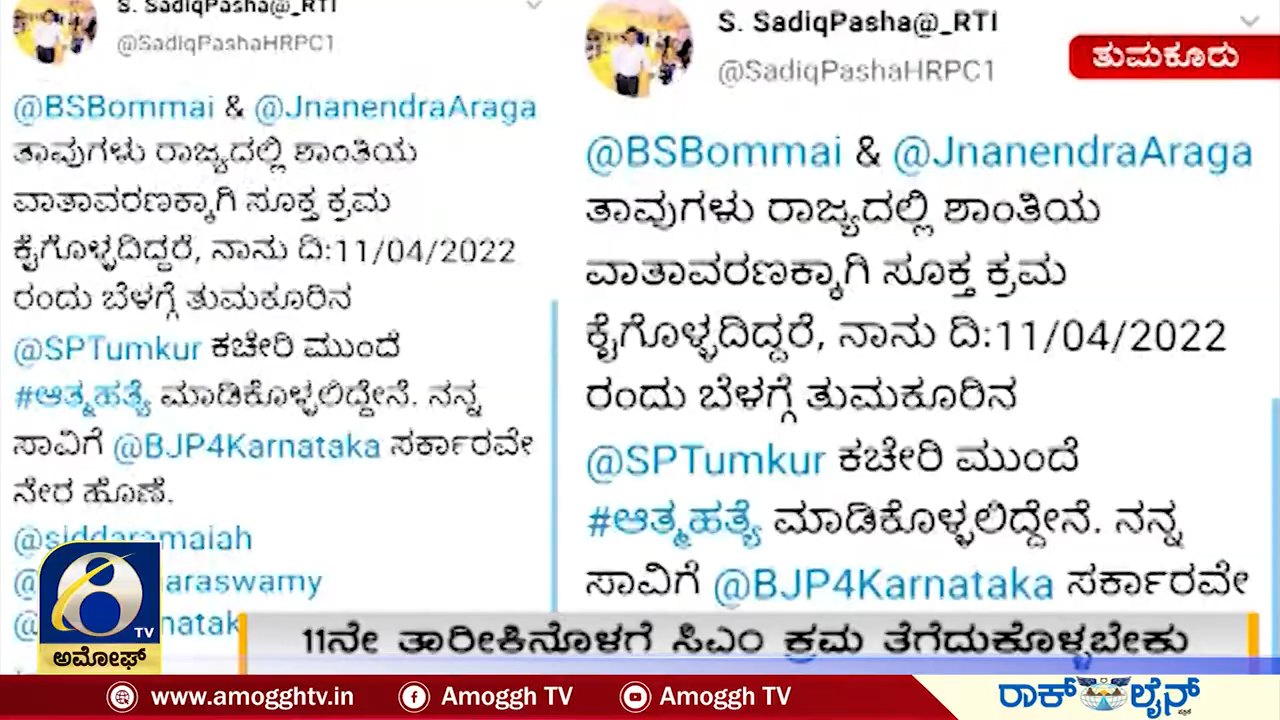 S. SadiqPasha@_RTI
@SadiqPashaHRPC1
@BSBommai & @JnanendraAraga
ತಾವುಗಳು ರಾಜ್ಯದಲ್ಲಿ ಶಾಂತಿಯ
ವಾತಾವರಣಕ್ಕಾಗಿ ಸೂಕ್ತ ಕ್ರಮ
ಕೈಗೊಳ್ಳದಿದ್ದರೆ, ನಾನು ದಿ:11/04/2022
ರಂದು ಬೆಳಗ್ಗೆ ತುಮಕೂರಿನ
@SPTumkur ಕಚೇರಿ ಮುಂದೆ
#ಆತ್ಮಹತ್ಯೆ ಮಾಡಿಕೊಳ್ಳಲಿದ್ದೇನೆ. ನನ್ನ
ಸಾವಿಗೆ @BJP4Karnataka ಸರ್ಕಾರವೇ
ನೇರ ಹೊಣೆ.
@siddaramaiah
S. SadiqPasha@_RTI
@SadiqPashaHRPC1
ತುಮಕೂರು
@BSBommai & @JnanendraAraga
ತಾವುಗಳು ರಾಜ್ಯದಲ್ಲಿ ಶಾಂತಿಯ
ವಾತಾವರಣಕ್ಕಾಗಿ ಸೂಕ್ತ ಕ್ರಮ
ಕೈಗೊಳ್ಳದಿದ್ದರೆ, ನಾನು ದಿ:11/04/2022
ರಂದು ಬೆಳಗ್ಗೆ ತುಮಕೂರಿನ
@SPTumkur ಕಚೇರಿ ಮುಂದೆ
#ಆತ್ಮಹತ್ಯೆ ಮಾಡಿಕೊಳ್ಳಲಿದ್ದೇನೆ. ನನ್ನ
ಸಾವಿಗೆ @BJP4Karnataka ಸರ್ಕಾರವೇ
TV
ಅಮೋಘ್
11ನೇ ತಾರೀಕಿನೊಳಗೆ ಸಿಎಂ ಕ್ರಮ ತೆಗೆದುಕೊಳ್ಳಬೇಕು
www.amogghtv.in Amoggh TV Amoggh TV
ರಾಕ್ ಲೈನ್